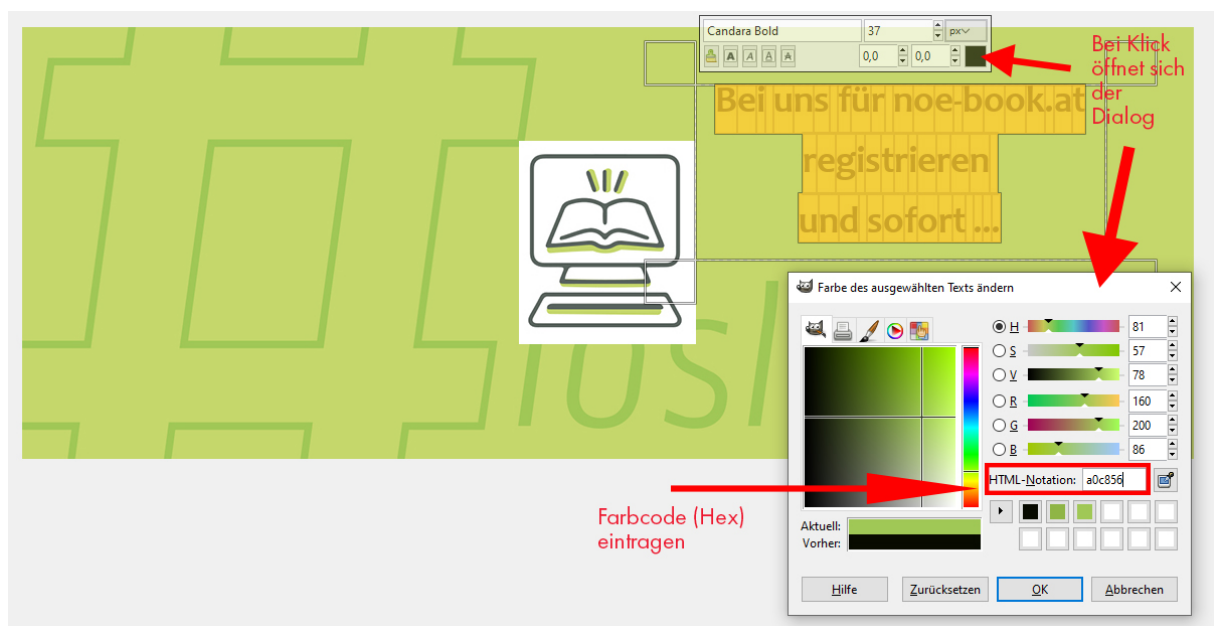 Candara Bold
37
px
A A A A
0,0
0,0
Bei Klick
öffnet sich
der
Dialog
Bei uns für noe-book.at
registrieren
und sofort ...
Farbe des ausgewählten Texts ändern
H 81
S 57
V 78
R 160
G 200
B 86
HTML-Notation: a0c856
Farbcode (Hex)
eintragen
Aktuell:
Vorher:
Hilfe Zurücksetzen OK Abbrechen